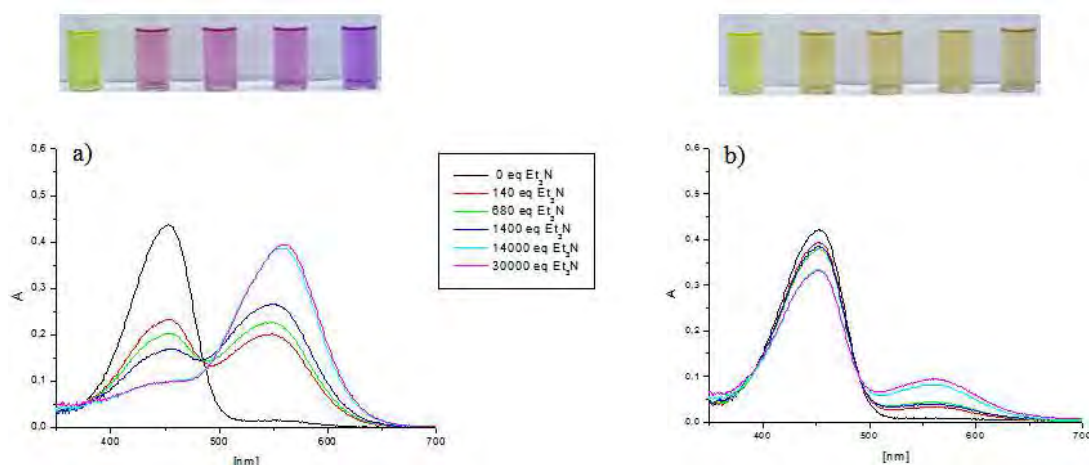 a)
0,6
0,5
0,4
0,3
0,2
0,1
0,0
A
400 500 600 700
[nm]
0 eq Et3N
140 eq Et3N
680 eq Et3N
1400 eq Et3N
14000 eq Et3N
30000 eq Et3N
b)
0,6
0,5
0,4
0,3
0,2
0,1
0,0
A
400 500 600 700
[nm]